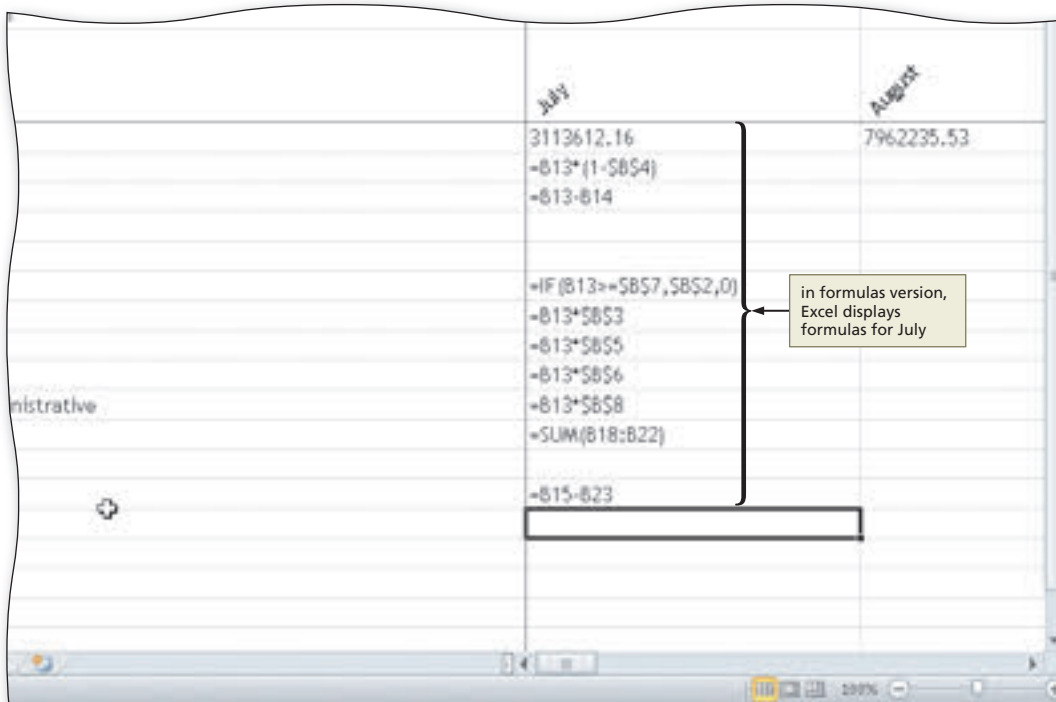 July August
3113612.16 7962235.53
=B13*(1-$B$4)
=B13-B14
=IF(B13>=$B$7,$B$2,0)
=B13*$B$3
=B13*$B$5
=B13*$B$6
nistrative =B13*$B$8
=SUM(B18:B22)
=B15-B23
in formulas version,
Excel displays
formulas for July
100%